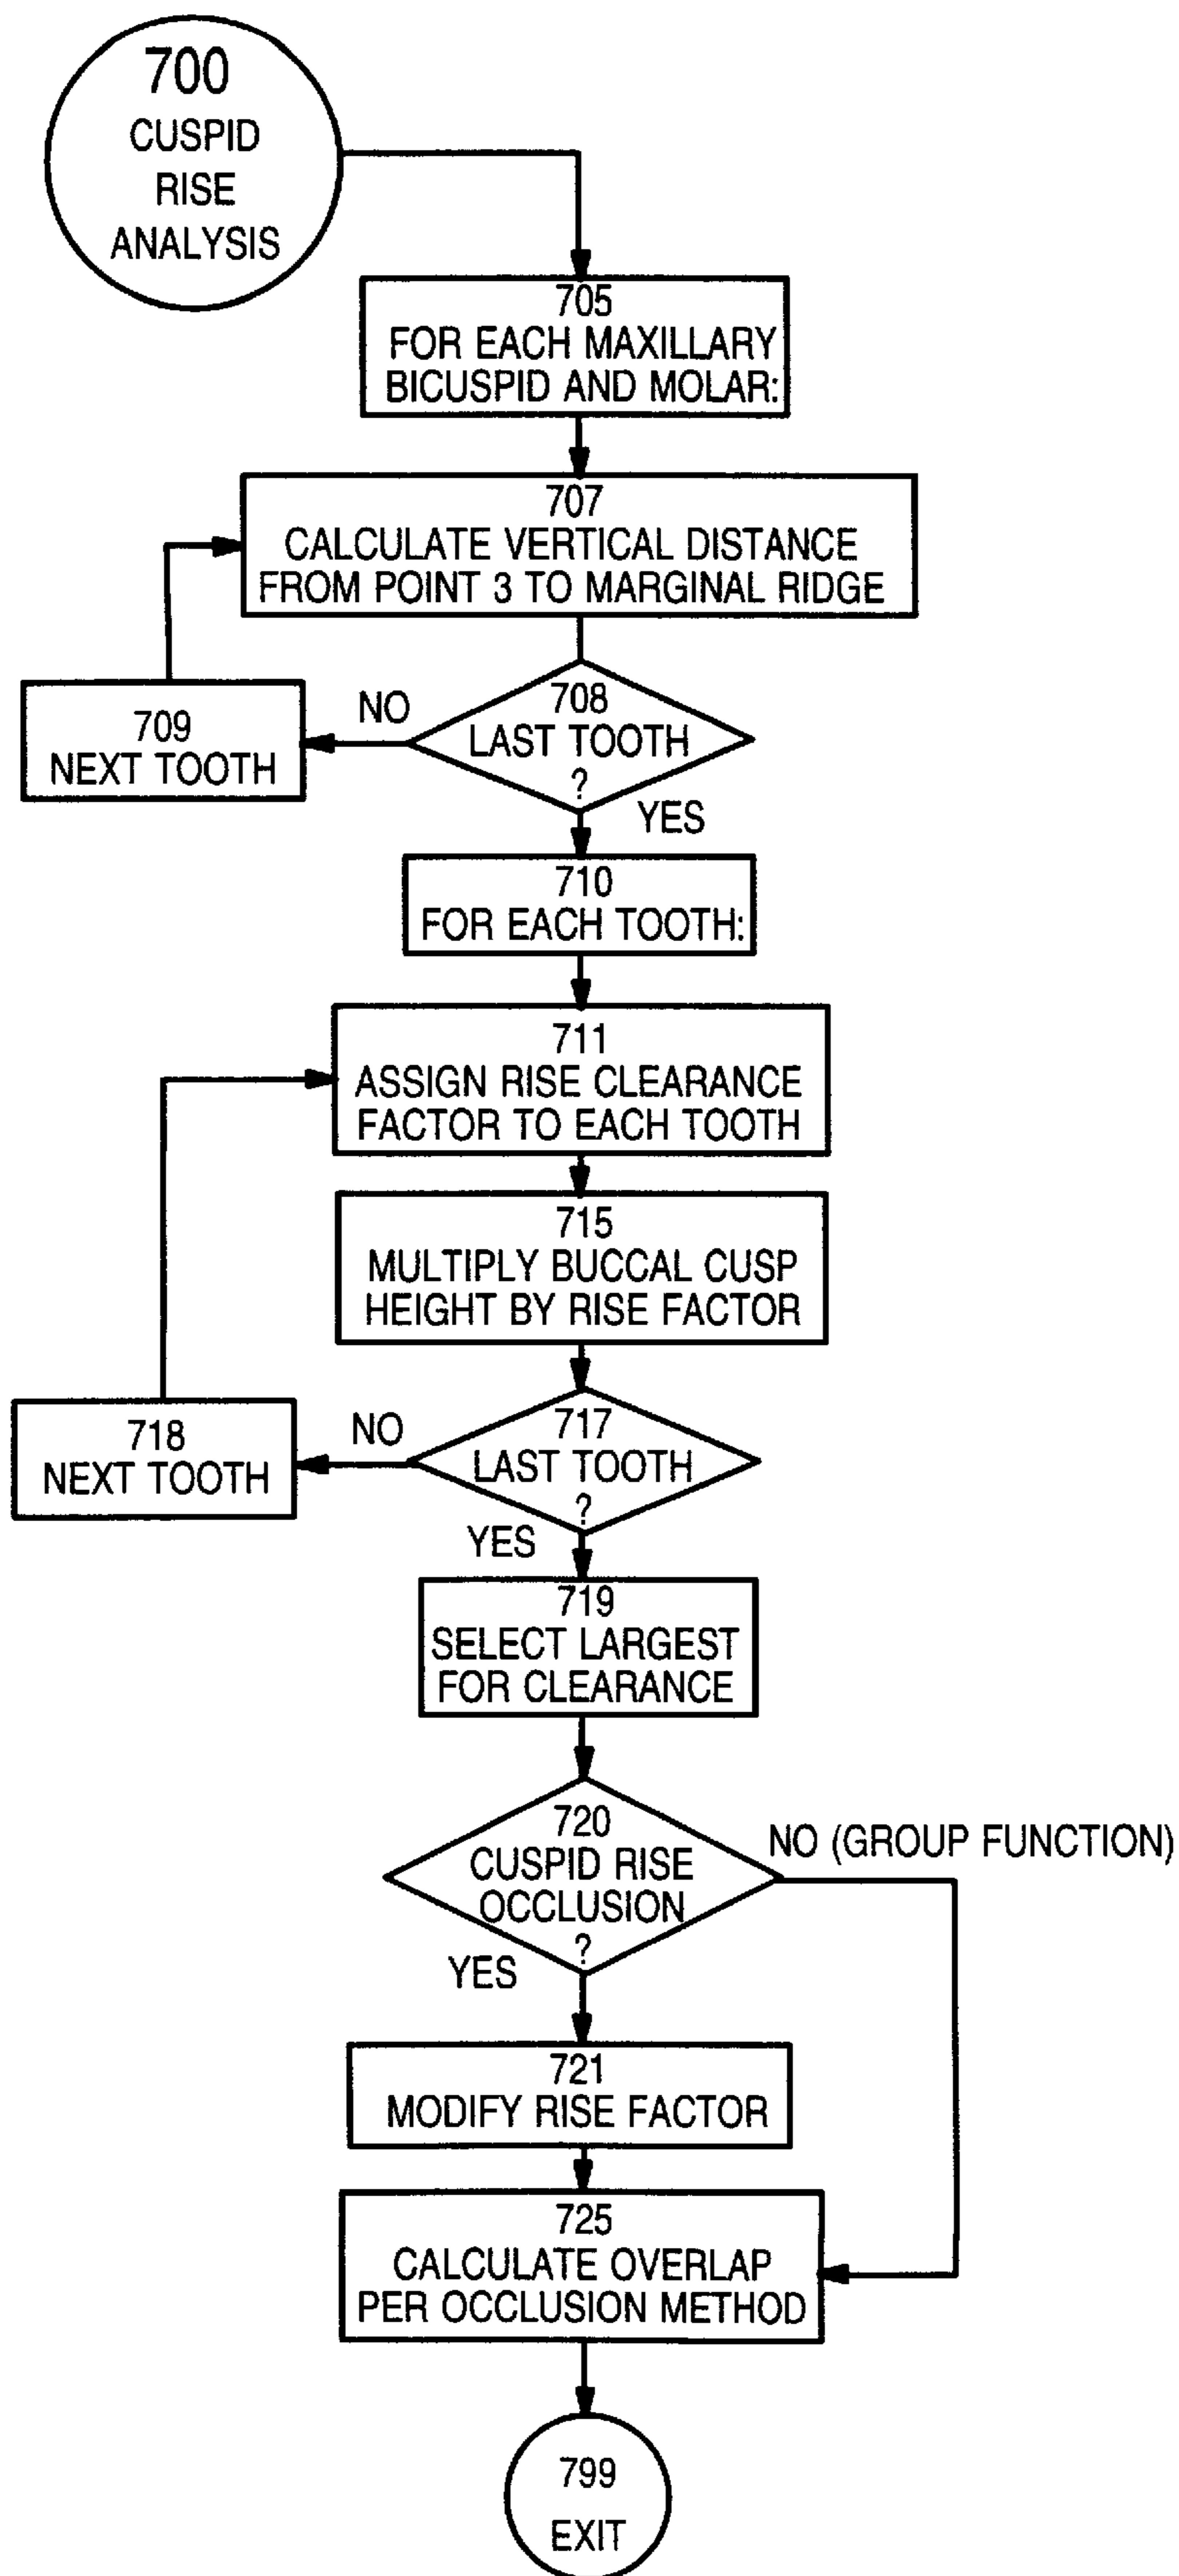 700
CUSPID
RISE
ANALYSIS
705
FOR EACH MAXILLARY
BICUSPID AND MOLAR:
707
CALCULATE VERTICAL DISTANCE
FROM POINT 3 TO MARGINAL RIDGE
708
LAST TOOTH
?
NO
709
NEXT TOOTH
YES
710
FOR EACH TOOTH:
711
ASSIGN RISE CLEARANCE
FACTOR TO EACH TOOTH
715
MULTIPLY BUCCAL CUSP
HEIGHT BY RISE FACTOR
717
LAST TOOTH
?
NO
718
NEXT TOOTH
YES
719
SELECT LARGEST
FOR CLEARANCE
720
CUSPID RISE
OCCLUSION
?
NO (GROUP FUNCTION)
YES
721
MODIFY RISE FACTOR
725
CALCULATE OVERLAP
PER OCCLUSION METHOD
799
EXIT